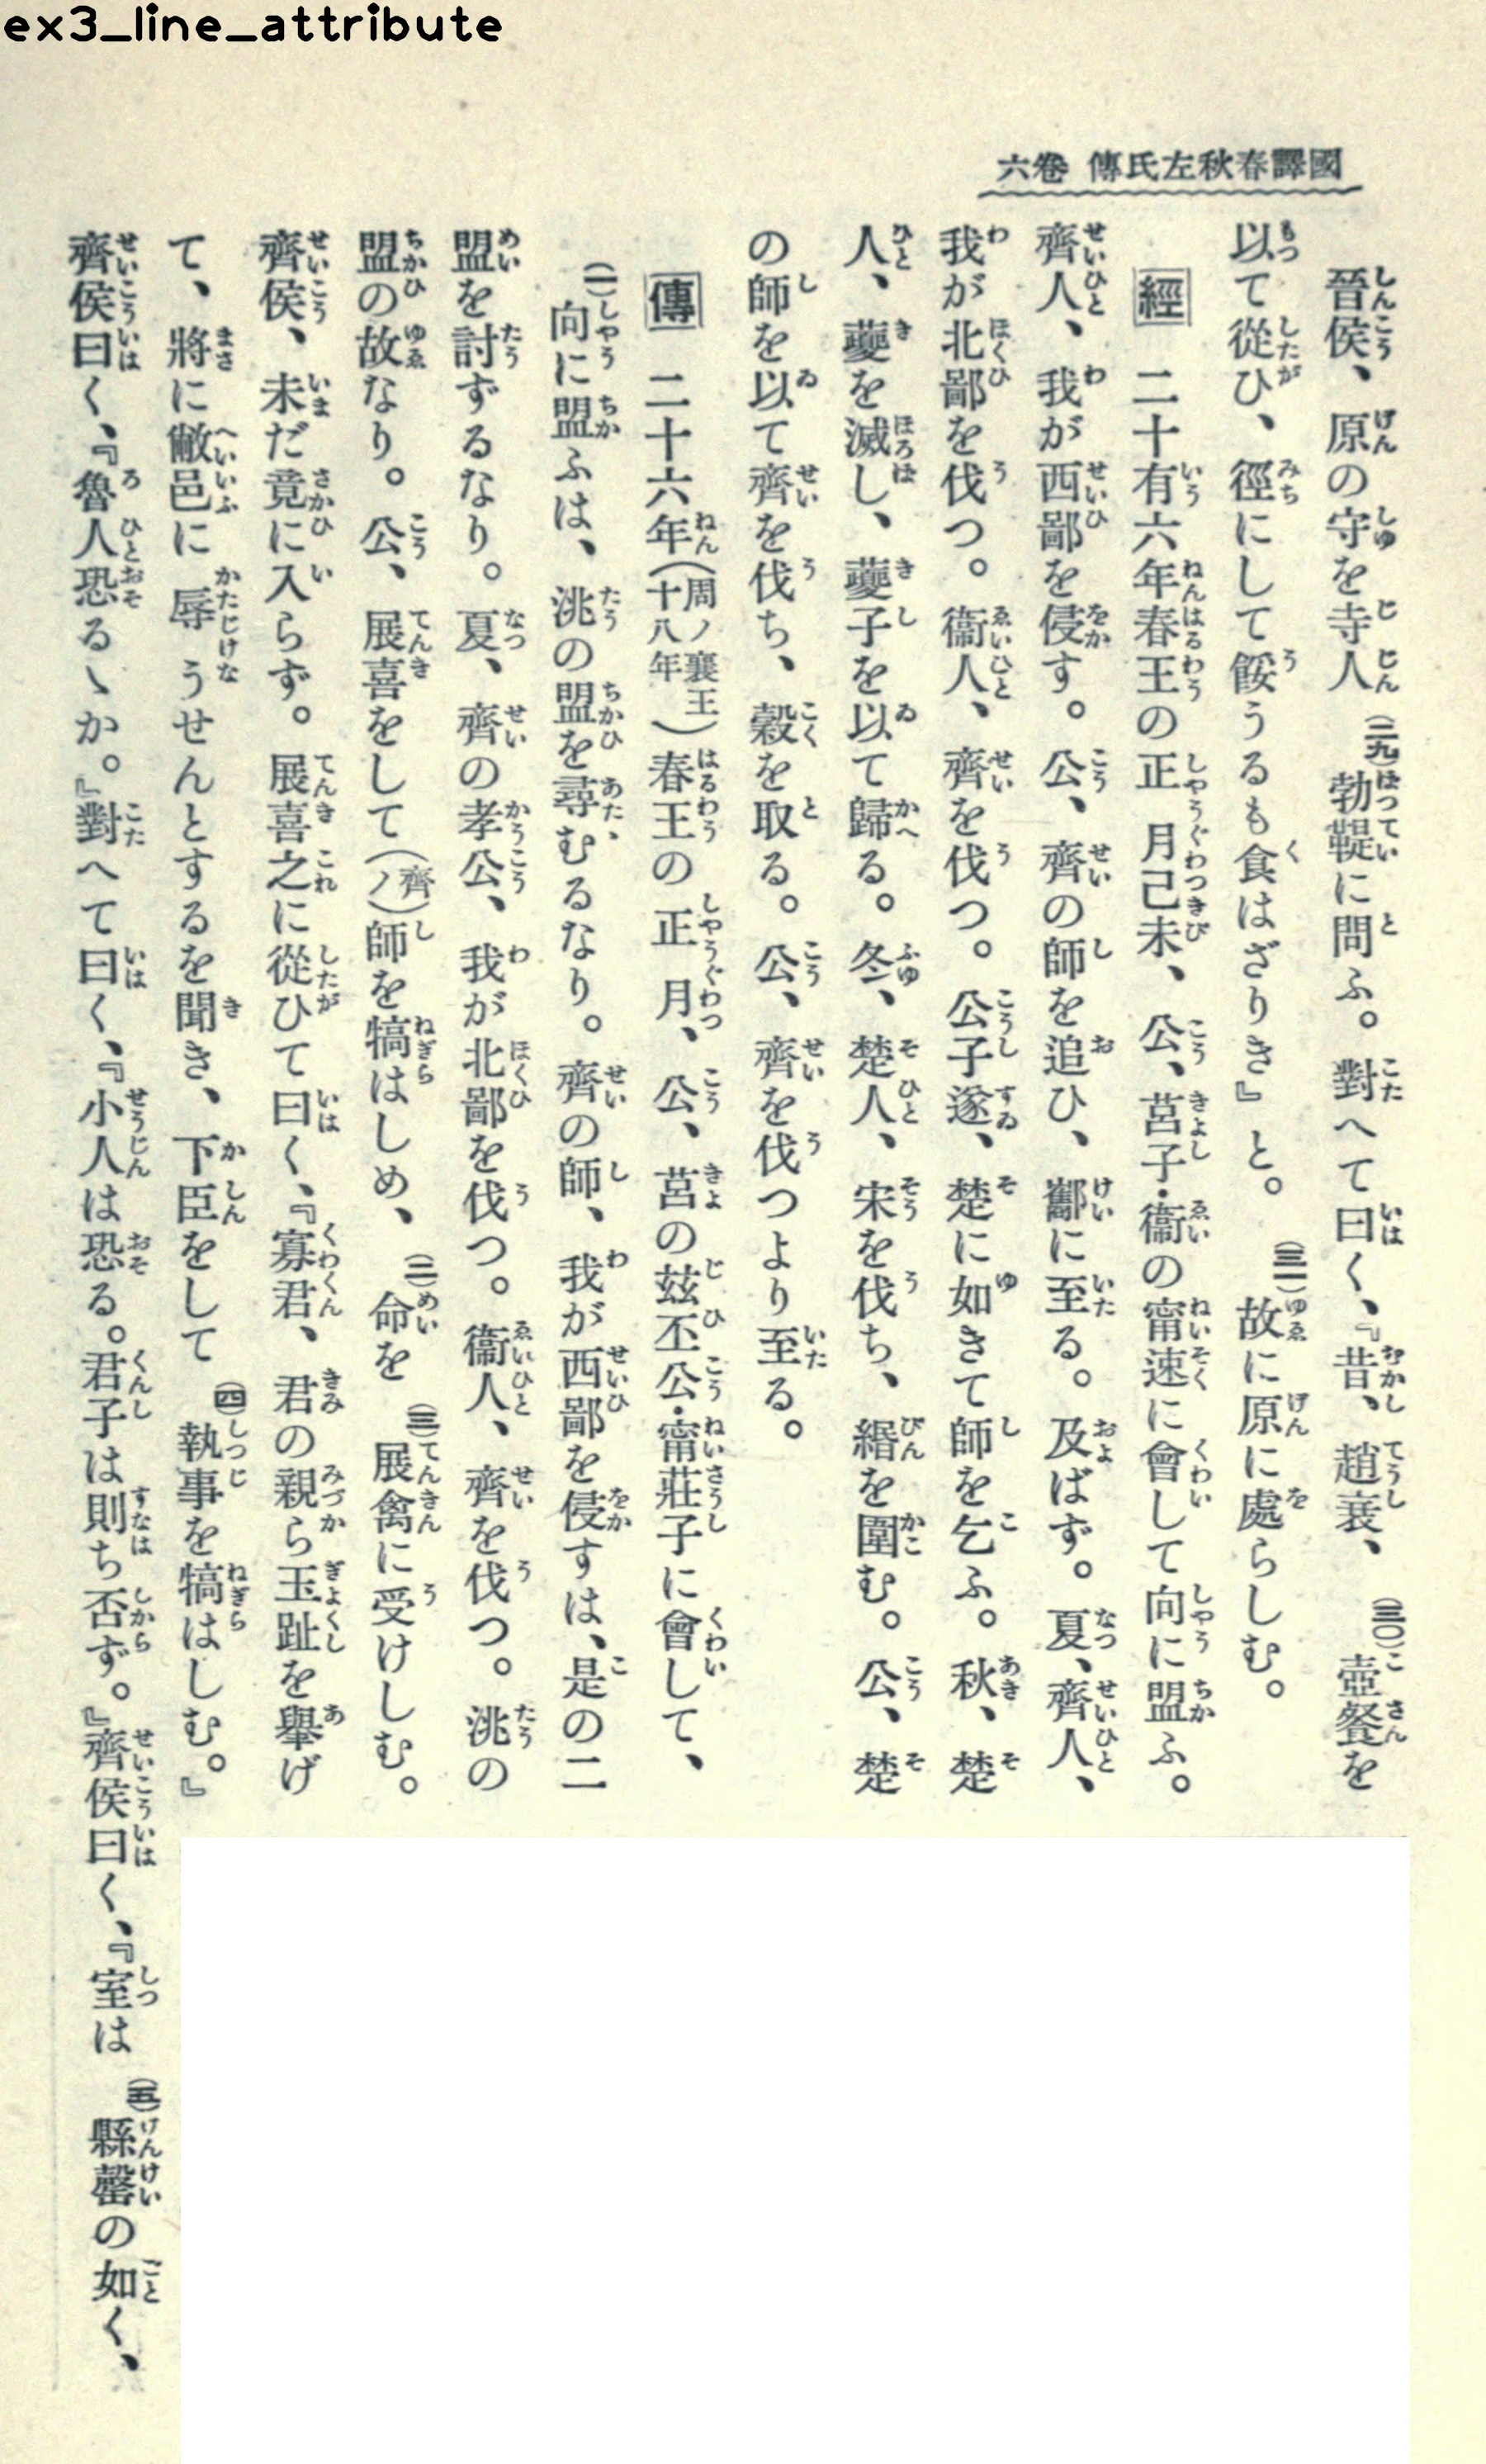 ex3_line_attribute
國譯春秋左氏傳 卷六
晉侯、原の守を寺人(二九)勃鞮に問ふ。對へて曰く、『昔、趙衰、(三〇)壺飧を
以て從ひ、徑にして餒うるも食はざりき』と。(三一)故に原に處らしむ。
經 二十有六年春王の正月己未、公、莒子・衞の甯速に會して向に盟ふ。
齊人、我が西鄙を侵す。公、齊の師を追ひ、酅に至る。及ばず。夏、齊人、
我が北鄙を伐つ。衞人、齊を伐つ。公子遂、楚に如きて師を乞ふ。秋、楚
人、夔を滅し、夔子を以て歸る。冬、楚人、宋を伐ち、緡を圍む。公、楚
の師を以て齊を伐ち、穀を取る。公、齊を伐つより至る。
傳 二十六年(周ノ襄王十八年)春王の正月、公、莒の玆丕公・甯莊子に會して、
(一)向に盟ふは、洮の盟を尋むるなり。齊の師、我が西鄙を侵すは、是の二
盟を討ずるなり。夏、齊の孝公、我が北鄙を伐つ。衞人、齊を伐つ。洮の
盟の故なり。公、展喜をして(齊ノ)師を犒はしめ、(二)命を(三)展禽に受けしむ。
齊侯、未だ竟に入らず。展喜之に從ひて曰く、『寡君、君の親ら玉趾を擧げ
て、將に敝邑に辱うせんとするを聞き、下臣をして(四)執事を犒はしむ。』
齊侯曰く、『魯人恐るゝか。』對へて曰く、『小人は恐る。君子は則ち否ず。』齊侯曰く、『室は(五)縣罄の如く、